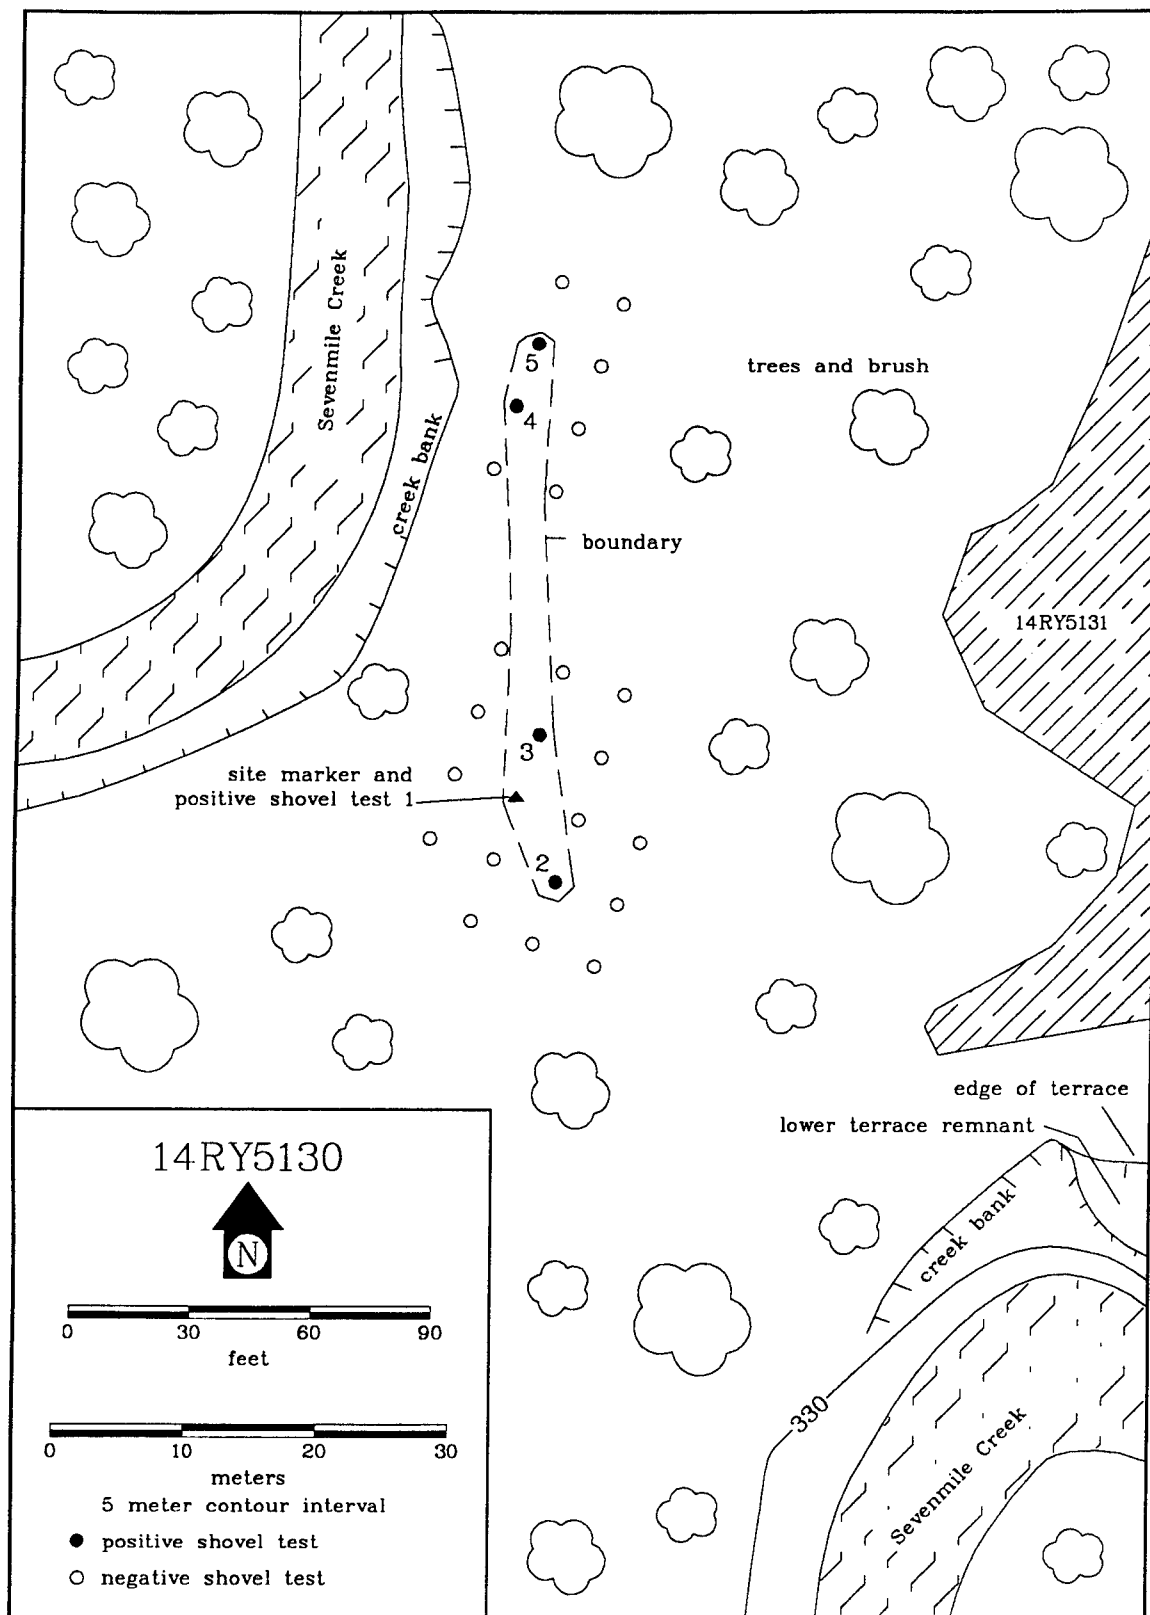 Sevenmile Creek
creek bank
5
4
trees and brush
boundary
14RY5131
3
site marker and
positive shovel test 1
2
edge of terrace
lower terrace remnant
creek bank
330
Sevenmile Creek
14RY5130
N
0 30 60 90
feet
0 10 20 30
meters
5 meter contour interval
positive shovel test
negative shovel test